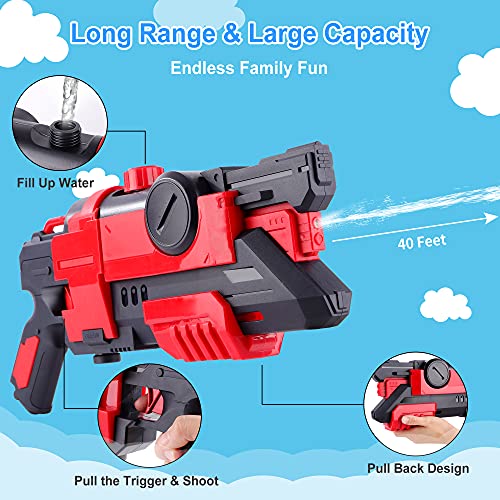 Long Range & Large Capacity
Endless Family Fun
Fill Up Water
40 Feet
Pull the Trigger & Shoot
Pull Back Design